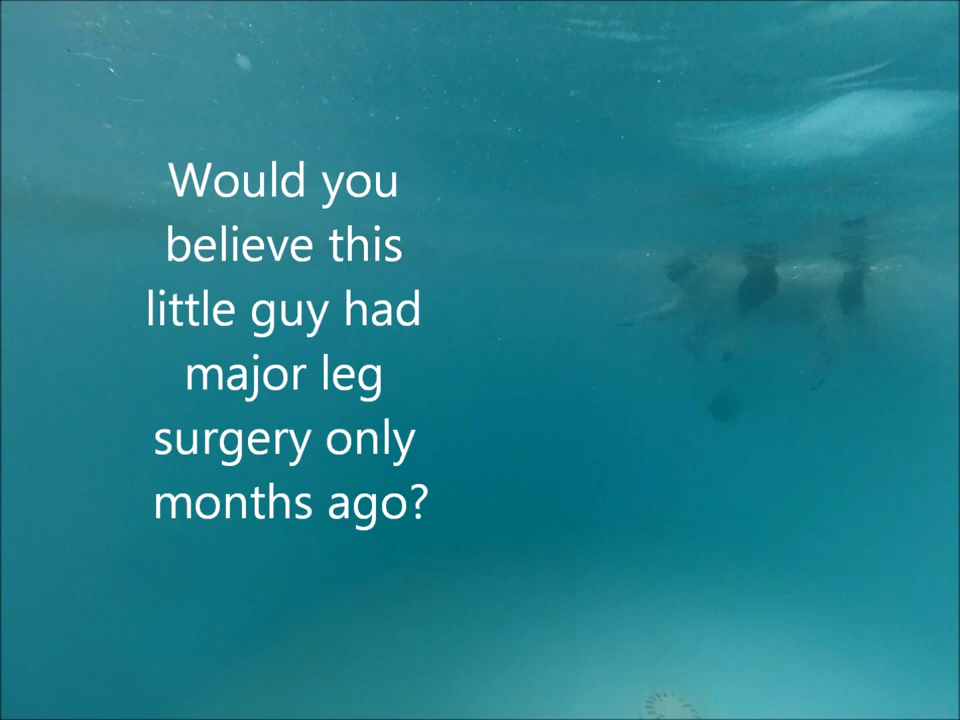 Would you
believe this
little guy had
major leg
surgery only
months ago?